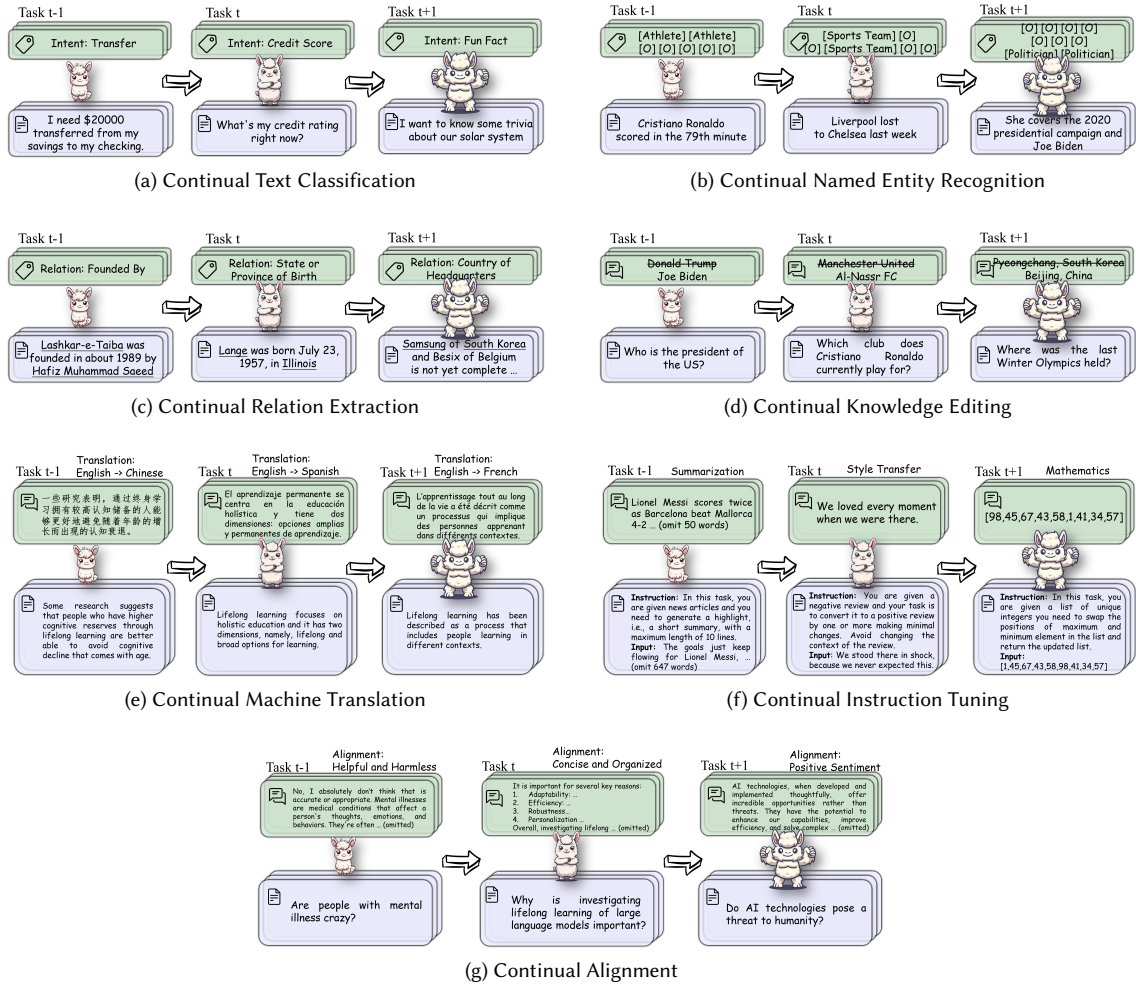 Task t-1
Intent: Transfer
I need $20000
transferred from my
savings to my checking.
Task t
Intent: Credit Score
What's my credit rating
right now?
Task t+1
Intent: Fun Fact
I want to know some trivia
about our solar system
(a) Continual Text Classification
Task t-1
[Athlete] [Athlete]
[O] [O] [O] [O] [O]
Cristiano Ronaldo
scored in the 79th minute
Task t
[Sports Team] [O]
[O] [Sports Team] [O] [O]
Liverpool lost
to Chelsea last week
Task t+1
[O] [O] [O] [O]
[O] [O] [O]
[Politician] [Politician]
She covers the 2020
presidential campaign and
Joe Biden
(b) Continual Named Entity Recognition
Task t-1
Relation: Founded By
Lashkar-e-Taiba was
founded in about 1989 by
Hafiz Muhammad Saeed
Task t
Relation: State or
Province of Birth
Lange was born July 23,
1957, in Illinois
Task t+1
Relation: Country of
Headquarters
Samsung of South Korea
and Besix of Belgium
is not yet complete ...
(c) Continual Relation Extraction
Task t-1
Donald Trump
Joe Biden
Who is the president of
the US?
Task t
Manchester United
Al-Nassr FC
Which club does
Cristiano Ronaldo
currently play for?
Task t+1
Pyeongchang, South Korea
Beijing, China
Where was the last
Winter Olympics held?
(d) Continual Knowledge Editing
Task t-1
Translation:
English -> Chinese
一些研究表明，通过终身学
习拥有较高认知储备的人能
够更好地避免随着年龄的增
长而出现的认知衰退。
Some research suggests
that people who have higher
cognitive reserves through
lifelong learning are better
able to avoid cognitive
decline that comes with age.
Task t
Translation:
English -> Spanish
El aprendizaje permanente se
centra en la educación
holística y tiene dos
dimensiones: opciones amplias
y permanentes de aprendizaje.
Lifelong learning focuses on
holistic education and it has two
dimensions, namely, lifelong and
broad options for learning.
Task t+1
Translation:
English -> French
L'apprentissage tout au long
de la vie a été décrit comme
un processus qui implique
des personnes apprenant
dans différents contextes.
Lifelong learning has been
described as a process that
includes people learning in
different contexts.
(e) Continual Machine Translation
Task t-1
Summarization
Lionel Messi scores twice
as Barcelona beat Mallorca
4-2 ... (omit 50 words)
Instruction: In this task, you
are given news articles and you
need to generate a highlight,
i.e., a short summary, with a
maximum length of 10 lines.
Input: The goals just keep
flowing for Lionel Messi, ...
(omit 647 words)
Task t
Style Transfer
We loved every moment
when we were there.
Instruction: You are given a
negative review and your task is
to convert it to a positive review
by one or more making minimal
changes. Avoid changing the
context of the review.
Input: We stood there in shock,
because we never expected this.
Task t+1
Mathematics
[98,45,67,43,58,1,41,34,57]
Instruction: In this task, you
are given a list of unique
integers you need to swap the
positions of maximum and
minimum element in the list and
return the updated list.
Input:
[1,45,67,43,58,98,41,34,57]
(f) Continual Instruction Tuning
Task t-1
Alignment:
Helpful and Harmless
No, I absolutely don't think that is
accurate or appropriate. Mental illnesses
are medical conditions that affect a
person's thoughts, emotions, and
behaviors. They're often ... (omitted)
Are people with mental
illness crazy?
Task t
Alignment:
Concise and Organized
It is important for several key reasons:
1. Adaptability: ...
2. Efficiency: ...
3. Robustness...
4. Personalization ...
Overall, investigating lifelong ... (omitted)
Why is investigating
lifelong learning of large
language models important?
Task t+1
Alignment:
Positive Sentiment
AI technologies, when developed and
implemented thoughtfully, offer
incredible opportunities rather than
threats. They have the potential to
enhance our capabilities, improve
efficiency, and solve complex ... (omitted)
Do AI technologies pose a
threat to humanity?
(g) Continual Alignment